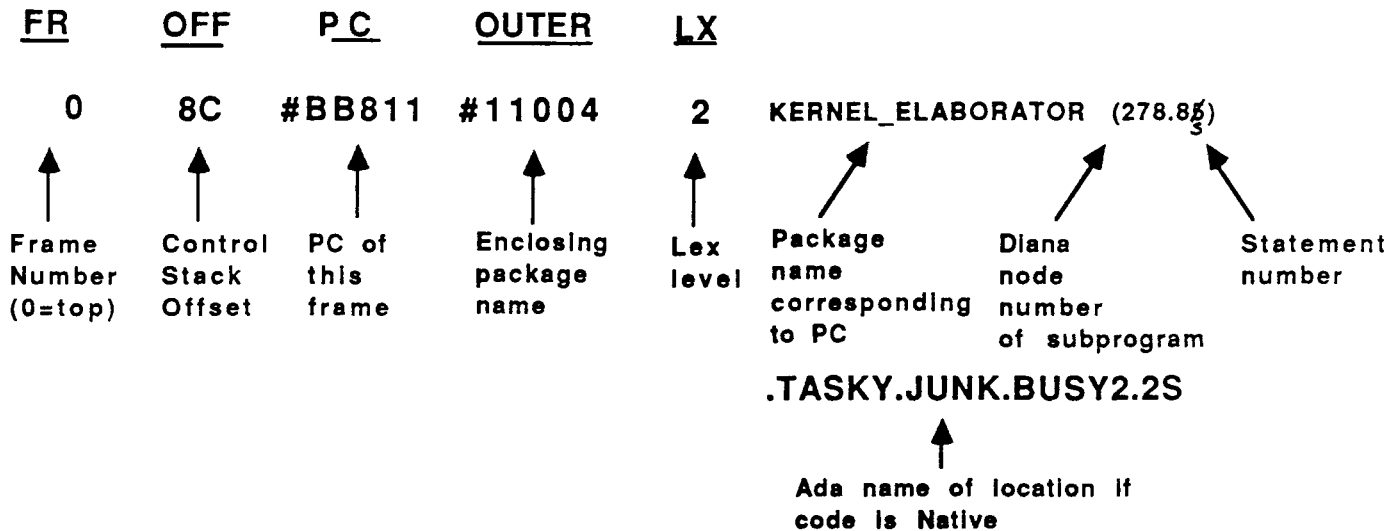 FR OFF PC OUTER LX
0 8C #BB811 #11004 2 KERNEL_ELABORATOR (278.8s)
Frame
Number
(0=top)
Control
Stack
Offset
PC of
this
frame
Enclosing
package
name
Lex
level
Package
name
corresponding
to PC
Diana
node
number
of subprogram
Statement
number
.TASKY.JUNK.BUSY2.2S
Ada name of location if
code is Native